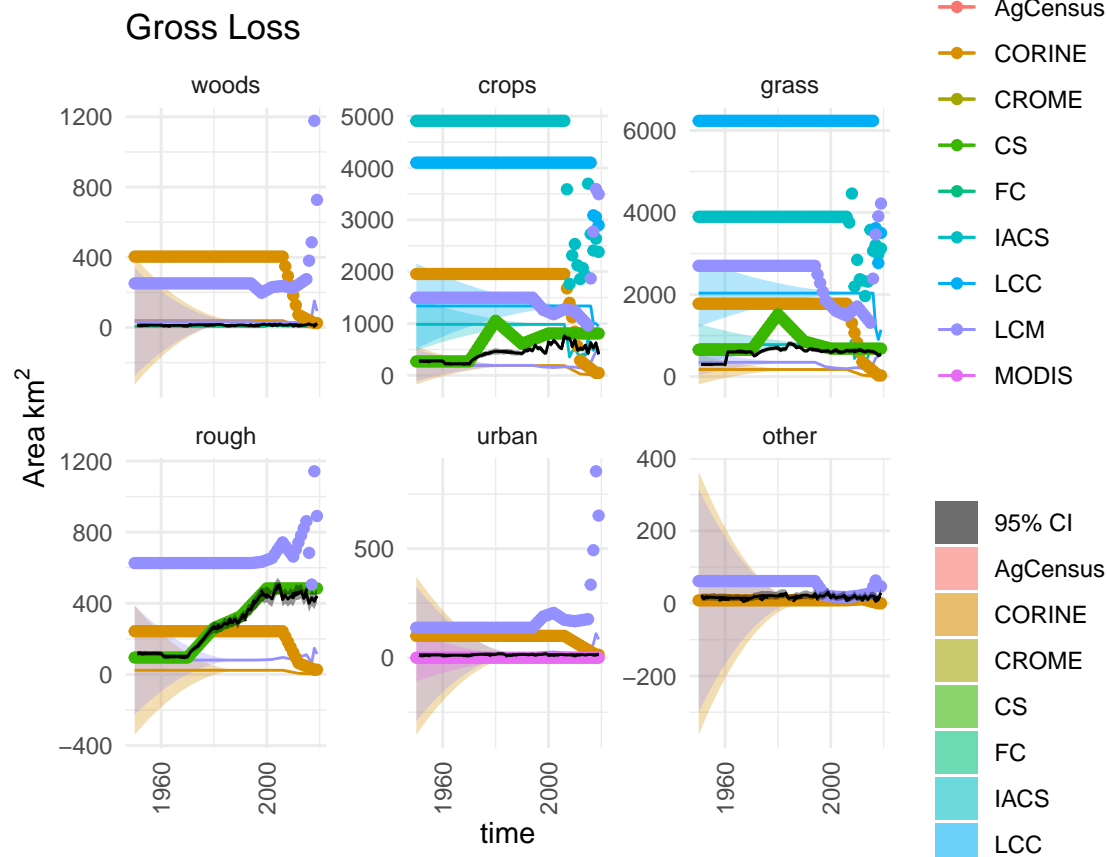 Gross Loss
woods
crops
grass
1200
800
400
0
5000
4000
3000
2000
1000
0
6000
4000
2000
0
rough
urban
other
1200
800
400
0
−400
500
0
400
200
0
−200
1960
2000
1960
2000
1960
2000
Area km²
time
AgCensus
CORINE
CROME
CS
FC
IACS
LCC
LCM
MODIS
95% CI
AgCensus
CORINE
CROME
CS
FC
IACS
LCC